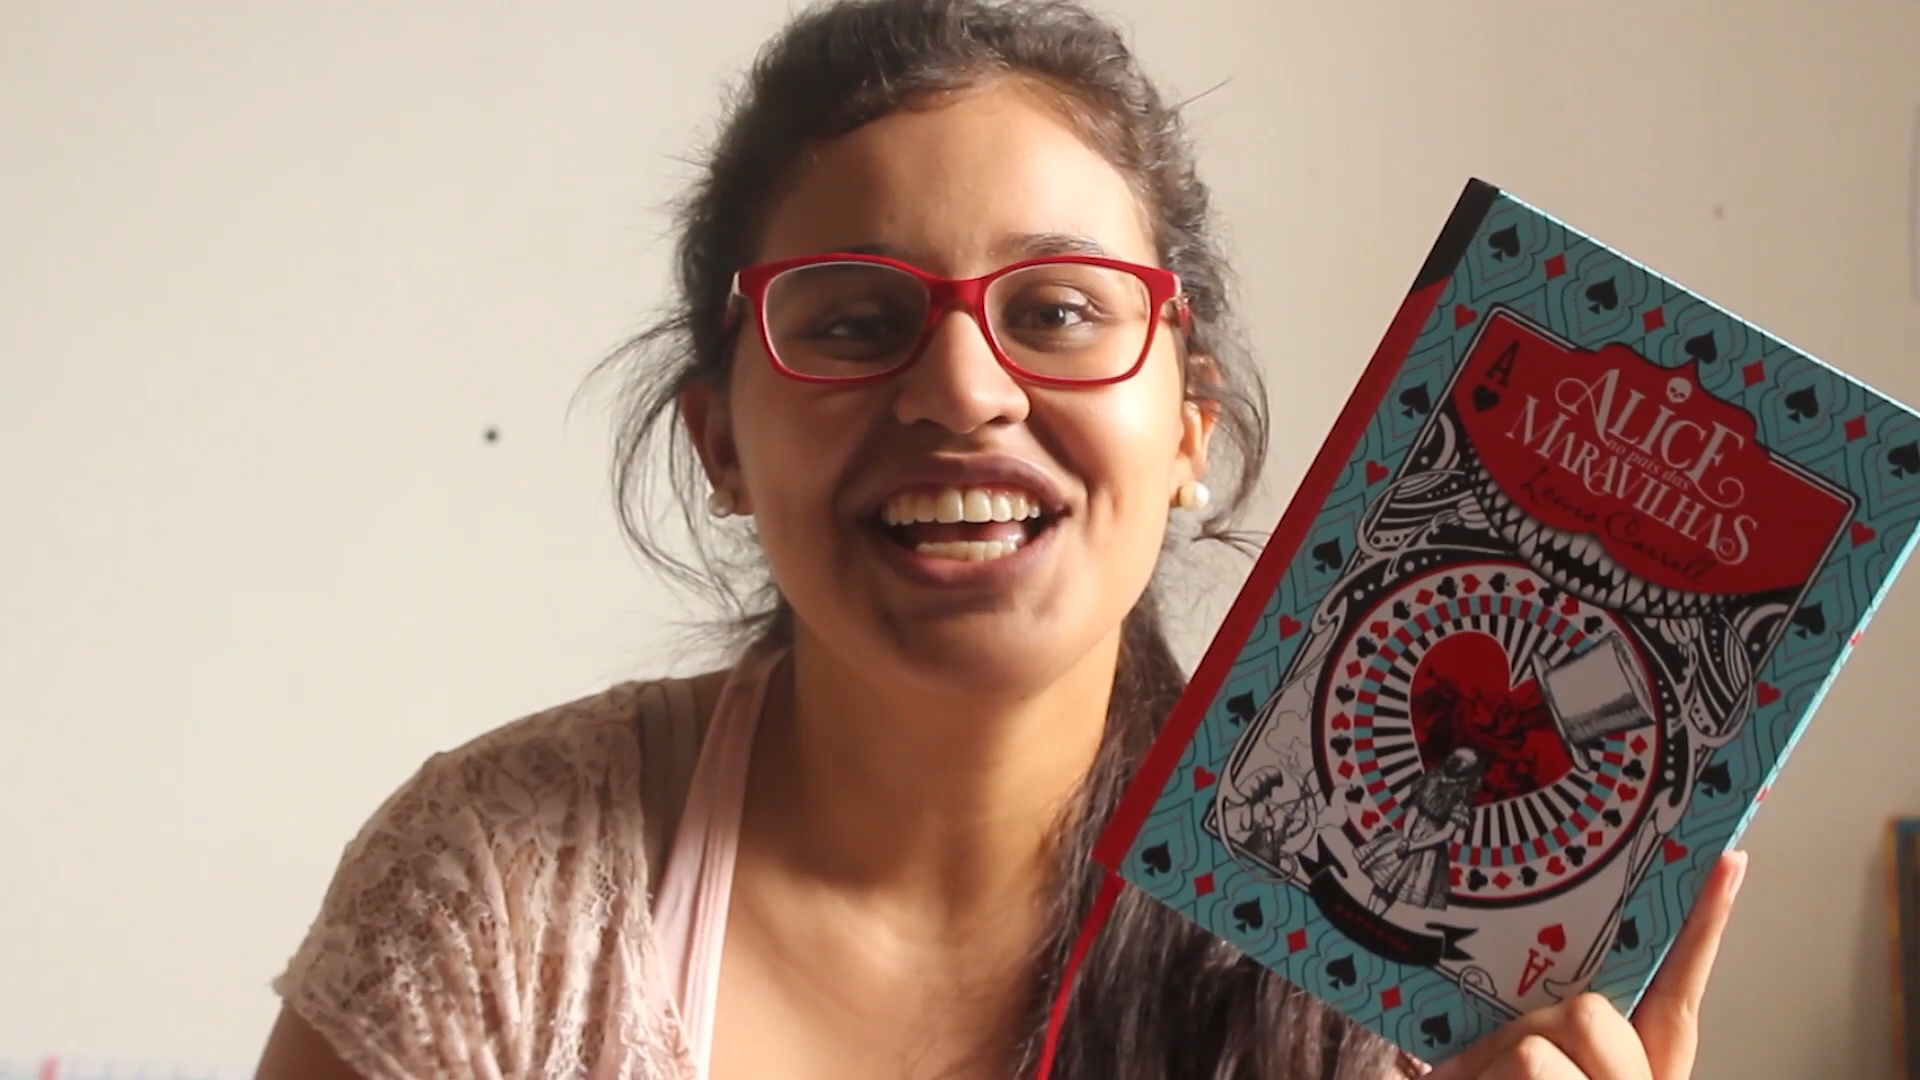 A
ALICE
no país das
MARAVILHAS
Lewis Carroll
A